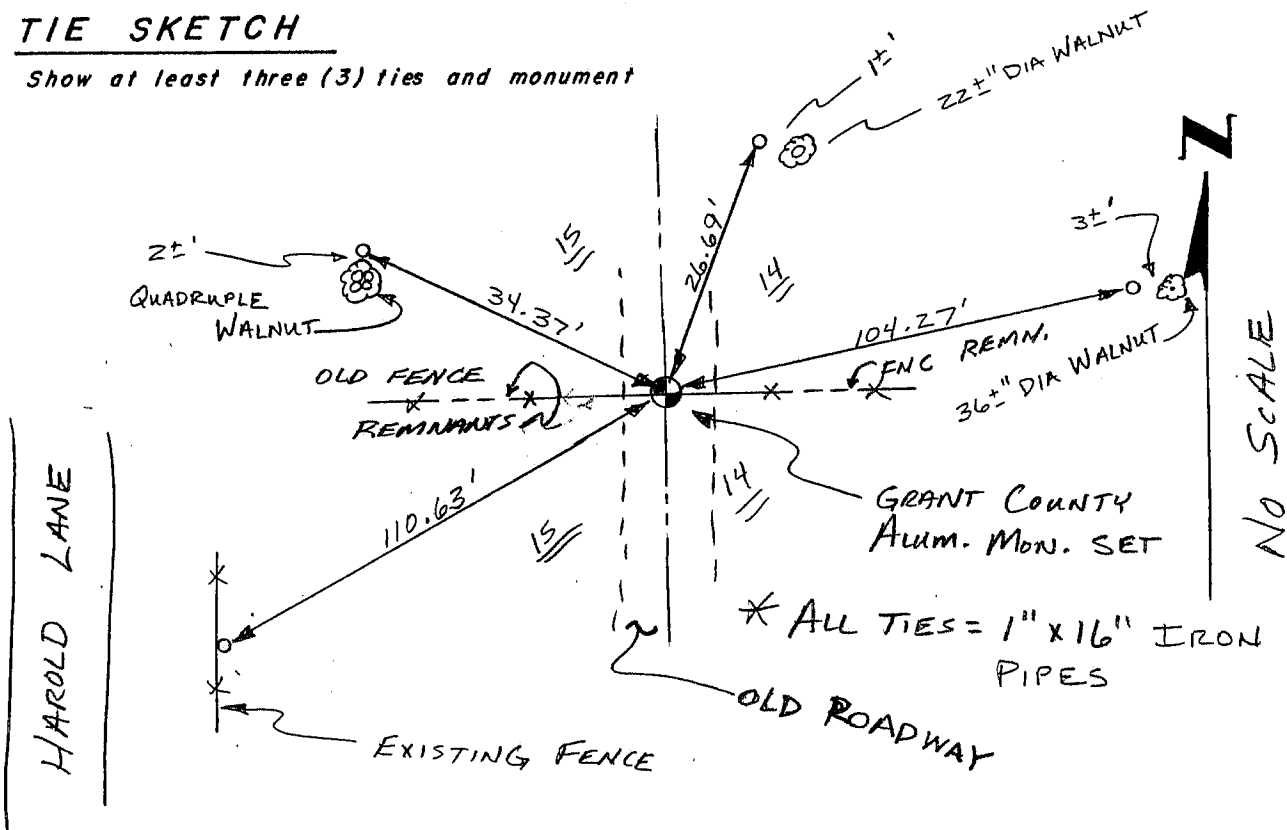 TIE SKETCH
Show at least three (3) ties and monument
1±'
22±" DIA WALNUT
Z
2±'
QUADRUPLE
WALNUT
15
26.69'
14
3±'
34.37'
104.27'
OLD FENCE
REMNANTS
FNC REMN.
36±" DIA WALNUT
NO SCALE
110.63'
15
14
GRANT COUNTY
ALUM. MON. SET
HAROLD LANE
* ALL TIES = 1" x 16" IRON
PIPES
OLD ROADWAY
EXISTING FENCE